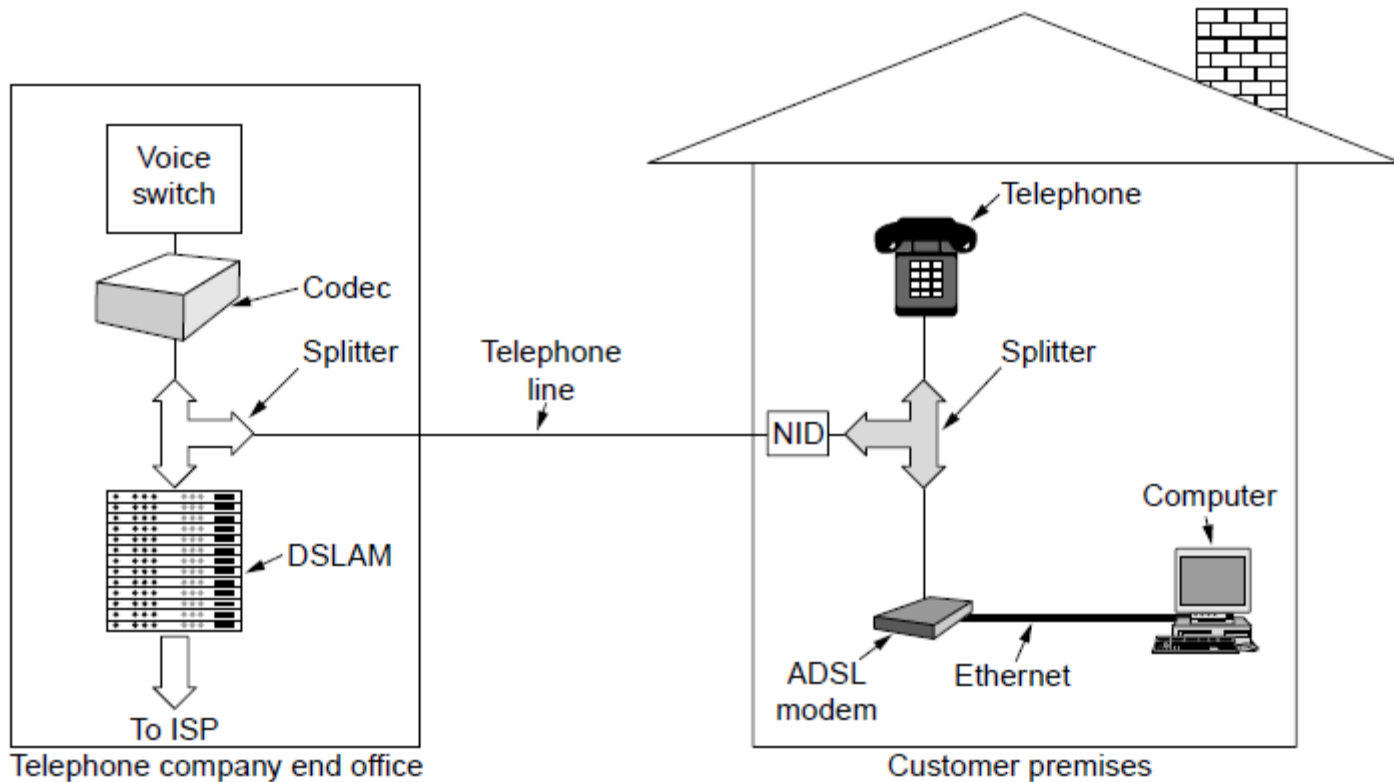 Voice
switch
Codec
Splitter
DSLAM
To ISP
Telephone company end office
Telephone
line
Telephone
Splitter
NID
Computer
ADSL
modem
Ethernet
Customer premises